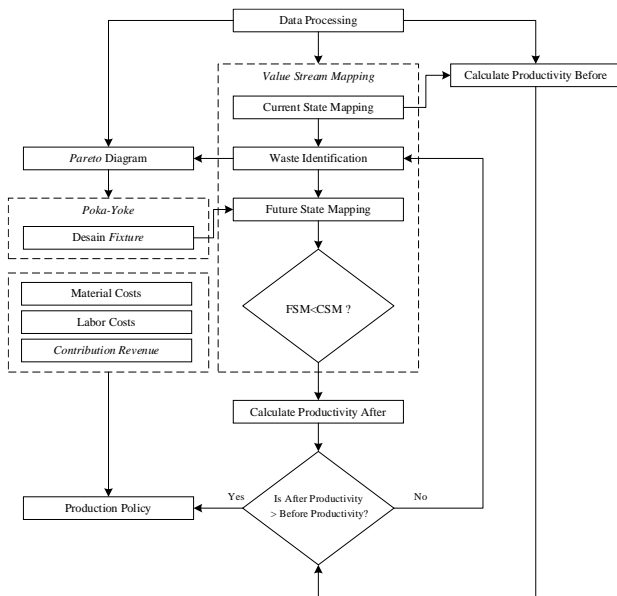 Data Processing
Value Stream Mapping
Calculate Productivity Before
Current State Mapping
Pareto Diagram
Waste Identification
Poka-Yoke
Future State Mapping
Desain Fixture
Material Costs
FSM<CSM ?
Labor Costs
Contribution Revenue
Calculate Productivity After
Yes
Is After Productivity
> Before Productivity?
No
Production Policy